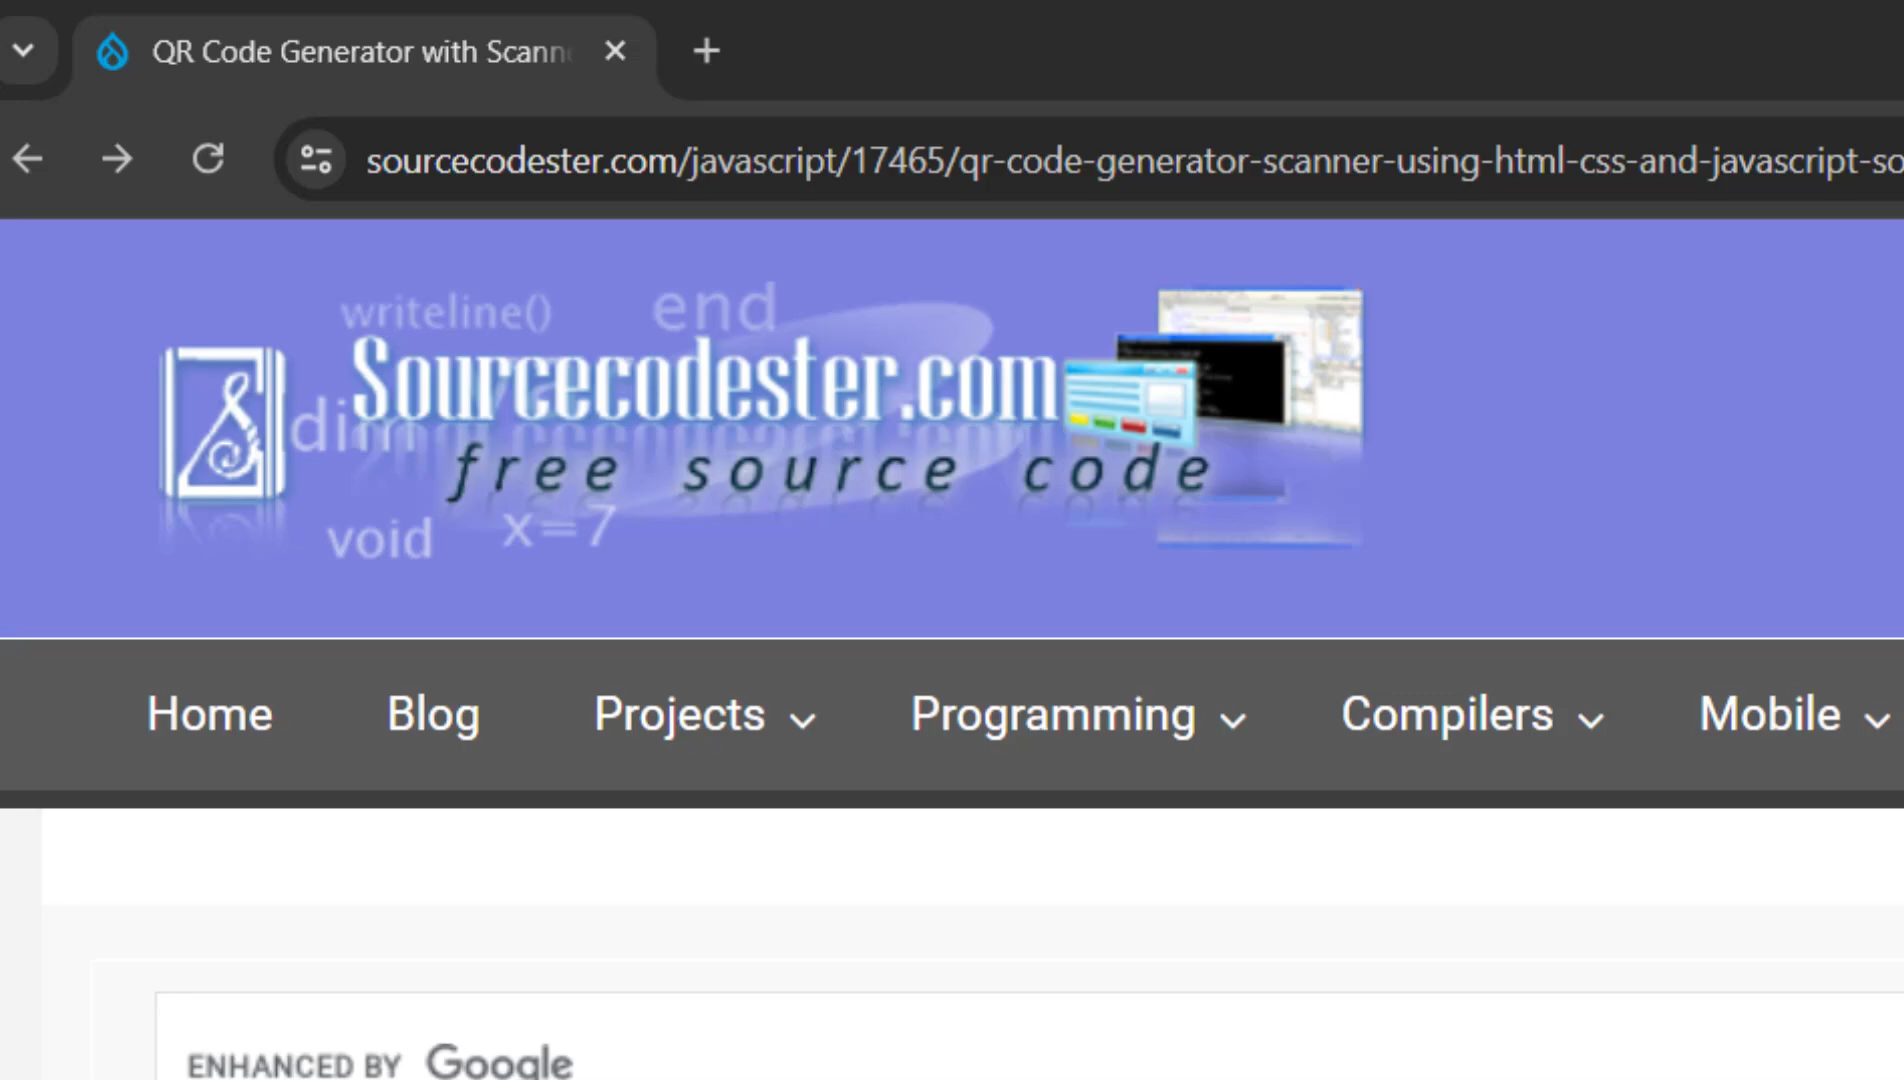 QR Code Generator with Scann
sourcecodester.com/javascript/17465/qr-code-generator-scanner-using-html-css-and-javascript-so
writeline() end
Sourcecodester.com
dim
free source code
void x=7
Home Blog Projects Programming Compilers Mobile
ENHANCED BY Google